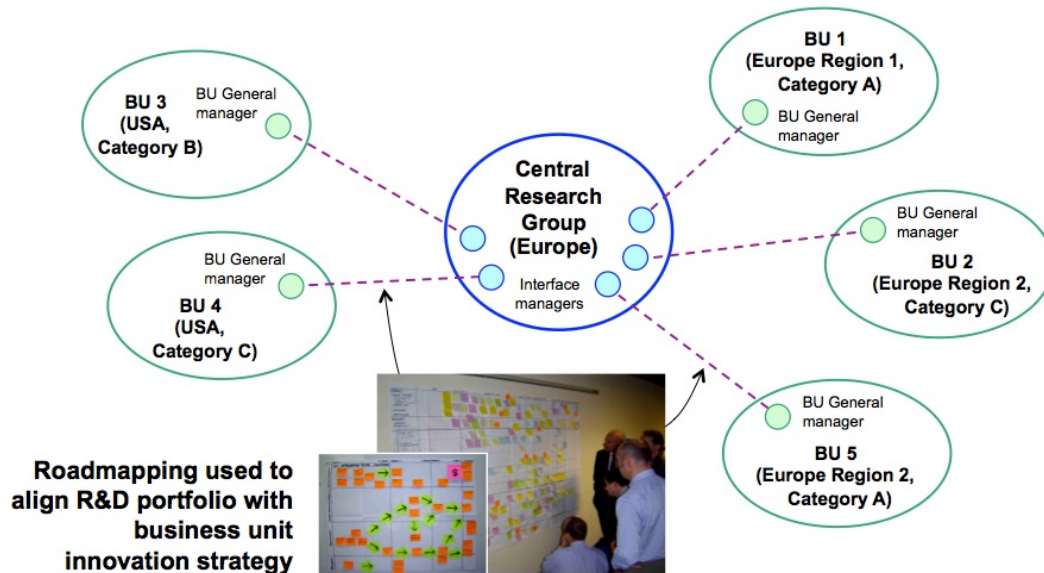 BU 1
(Europe Region 1,
Category A)
BU General
manager
BU 3
(USA,
Category B)
BU General
manager
Central
Research
Group
(Europe)
Interface
managers
BU General
manager
BU 2
(Europe Region 2,
Category C)
BU General
manager
BU 4
(USA,
Category C)
BU General
manager
BU 5
(Europe Region 2,
Category A)
Roadmapping used to
align R&D portfolio with
business unit
innovation strategy